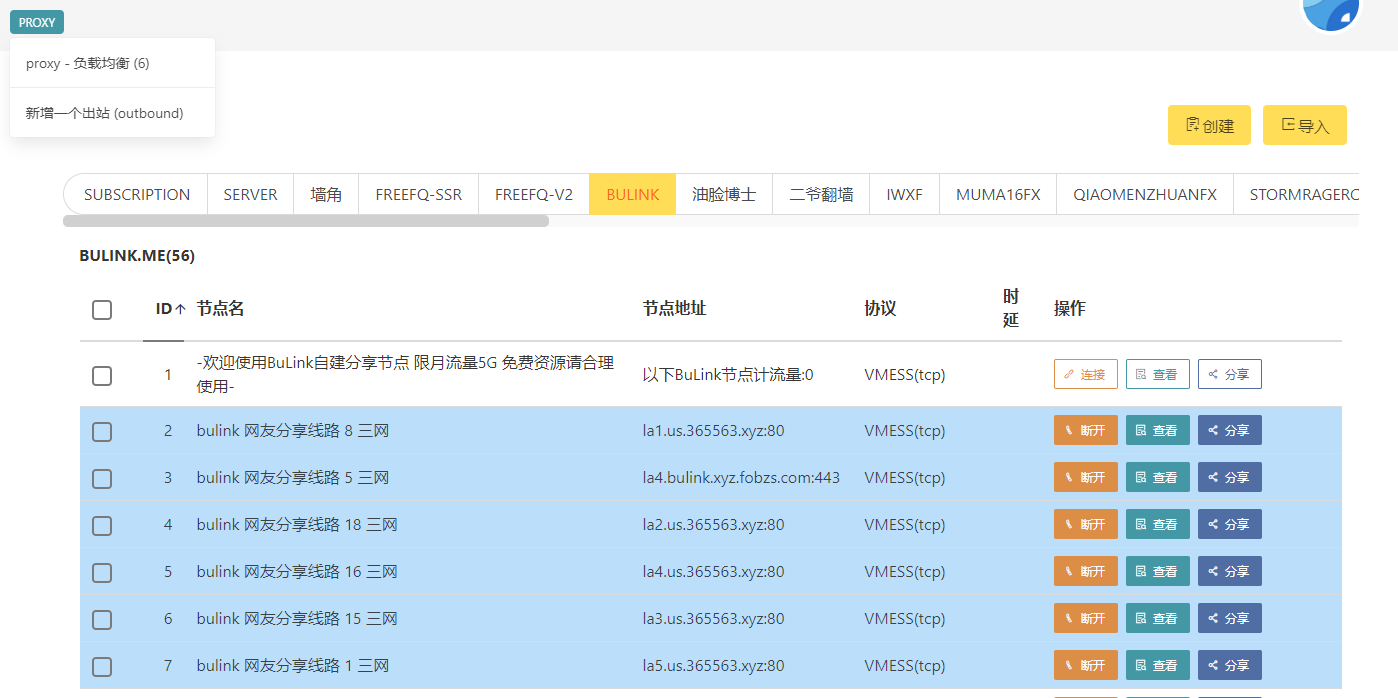 PROXY
proxy - 负载均衡 (6)
新增一个出站 (outbound)
创建
导入
SUBSCRIPTION SERVER 墙角 FREEFQ-SSR FREEFQ-V2 BULINK 油脸博士 二爷翻墙 IWXF MUMA16FX QIAOMENZHUANFX STORMRAGERC
BULINK.ME(56)
ID 节点名 节点地址 协议 时延 操作
1 -欢迎使用BuLink自建分享节点 限月流量5G 免费资源请合理使用- 以下BuLink节点计流量:0 VMESS(tcp) 连接 查看 分享
2 bulink 网友分享线路 8 三网 la1.us.365563.xyz:80 VMESS(tcp) 断开 查看 分享
3 bulink 网友分享线路 5 三网 la4.bulink.xyz.fobzs.com:443 VMESS(tcp) 断开 查看 分享
4 bulink 网友分享线路 18 三网 la2.us.365563.xyz:80 VMESS(tcp) 断开 查看 分享
5 bulink 网友分享线路 16 三网 la4.us.365563.xyz:80 VMESS(tcp) 断开 查看 分享
6 bulink 网友分享线路 15 三网 la3.us.365563.xyz:80 VMESS(tcp) 断开 查看 分享
7 bulink 网友分享线路 1 三网 la5.us.365563.xyz:80 VMESS(tcp) 断开 查看 分享